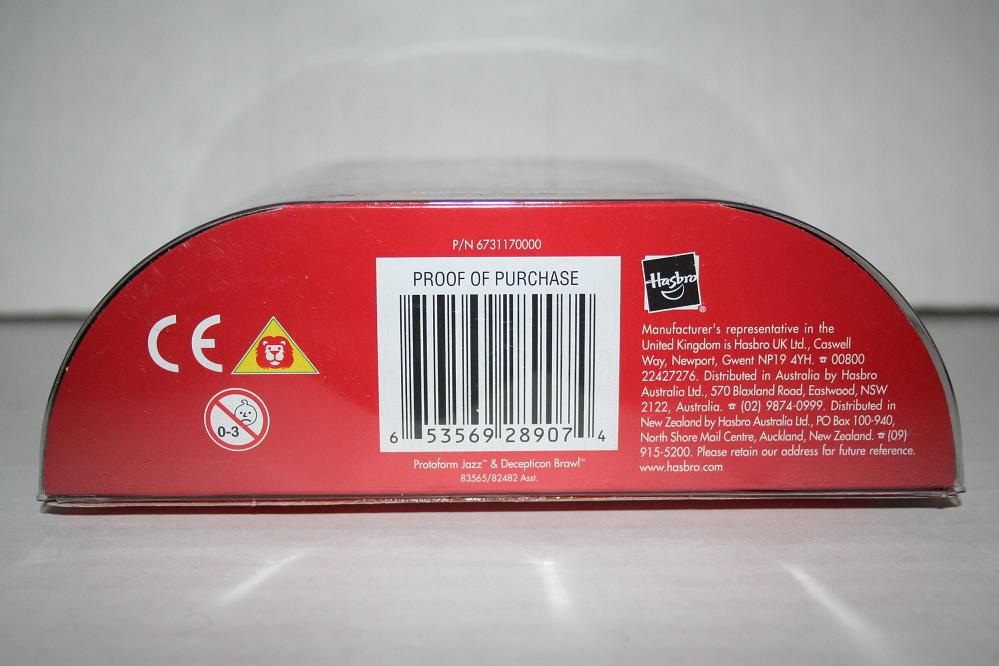 P/N 6731170000
PROOF OF PURCHASE
6 53569 28907 4
Protoform Jazz™ & Decepticon Brawl™
83565/82482 Asst.
CE
0-3
Hasbro
®
Manufacturer's representative in the
United Kingdom is Hasbro UK Ltd., Caswell
Way, Newport, Gwent NP19 4YH. ☎ 00800
22427276. Distributed in Australia by Hasbro
Australia Ltd., 570 Blaxland Road, Eastwood, NSW
2122, Australia. ☎ (02) 9874-0999. Distributed in
New Zealand by Hasbro Australia Ltd., PO Box 100-940,
North Shore Mail Centre, Auckland, New Zealand. ☎ (09)
915-5200. Please retain our address for future reference.
www.hasbro.com